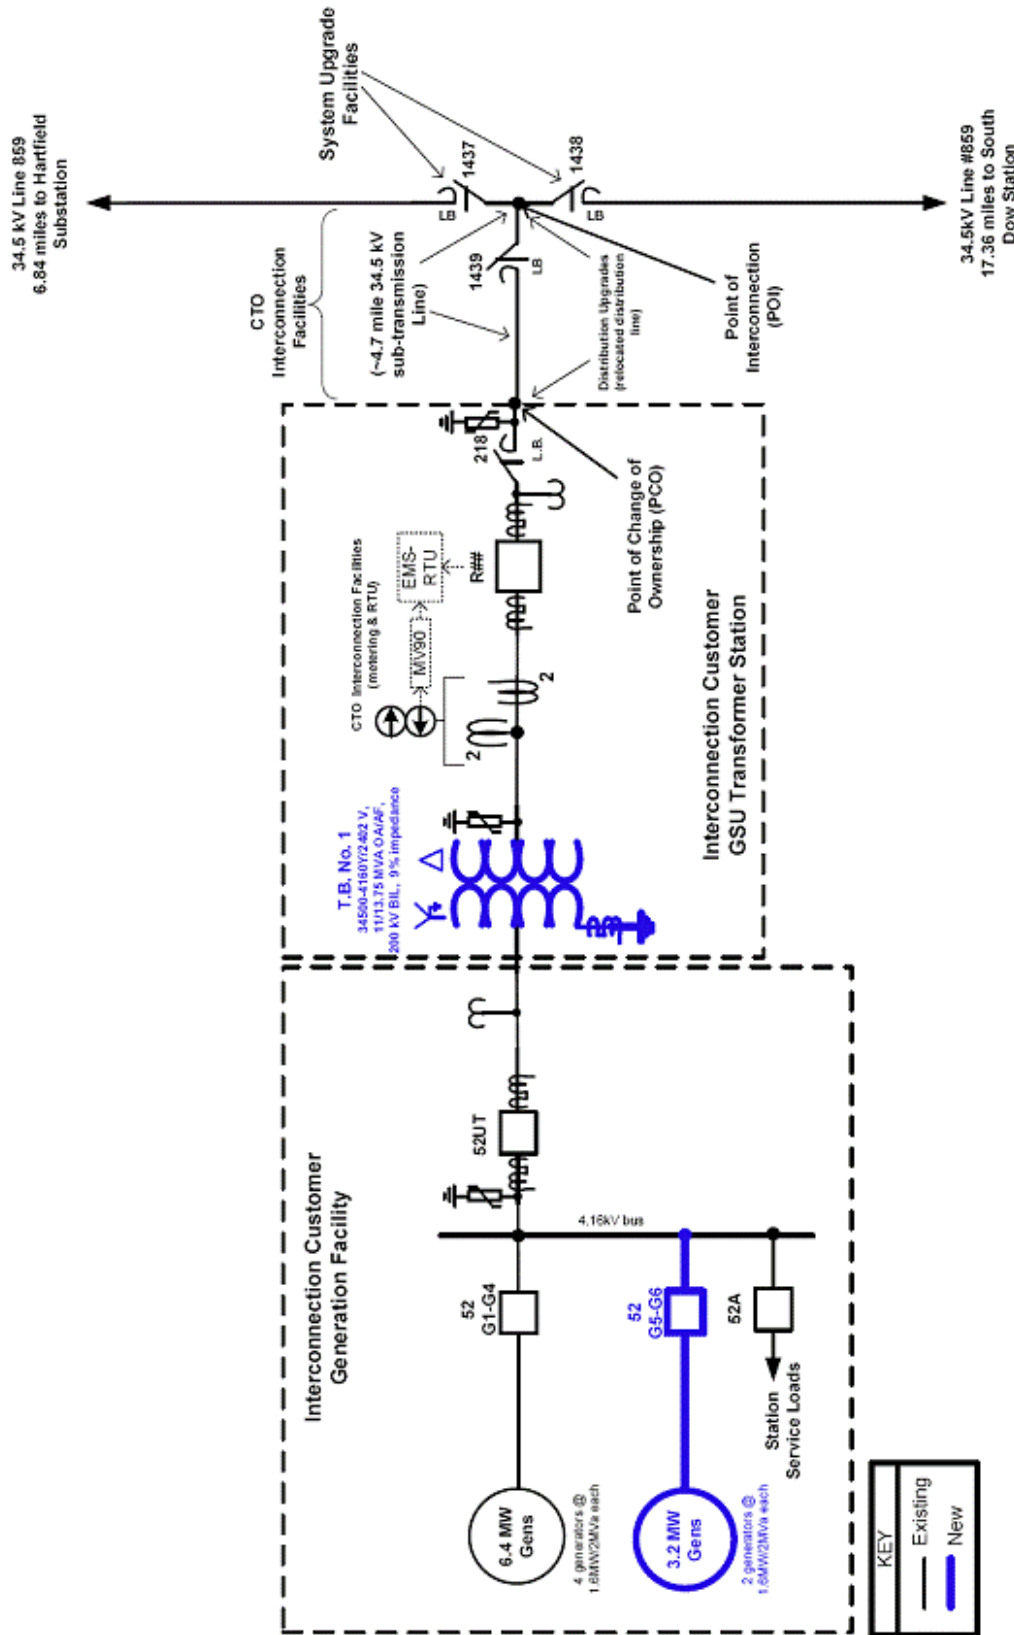 34.5 kV Line 859
6.84 miles to Hartfield
Substation
System Upgrade
Facilities
1437
LB
1438
LB
34.5kV Line #859
17.36 miles to South
Dow Station
CTO
Interconnection
Facilities
(~4.7 mile 34.5 kV
sub-transmission
Line)
1439
LB
Distribution Upgrades
(relocated distribution
line)
Point of
Interconnection
(POI)
218
L.B.
Point of Change of
Ownership (PCO)
CTO Interconnection Facilities
(metering & RTU)
EMS-
RTU
MV90
R##
2
2
Interconnection Customer
GSU Transformer Station
T.B. No. 1
34500-4160Y/2402 V,
11/13.75 MVA OA/AF,
200 kV BIL, 9% impedance
Interconnection Customer
Generation Facility
52UT
4.16kV bus
52
G1-G4
52
G5-G6
52A
Station
Service Loads
6.4 MW
Gens
4 generators @
1.6MW/2MVa each
3.2 MW
Gens
2 generators @
1.6MW/2MVa each
KEY
Existing
New